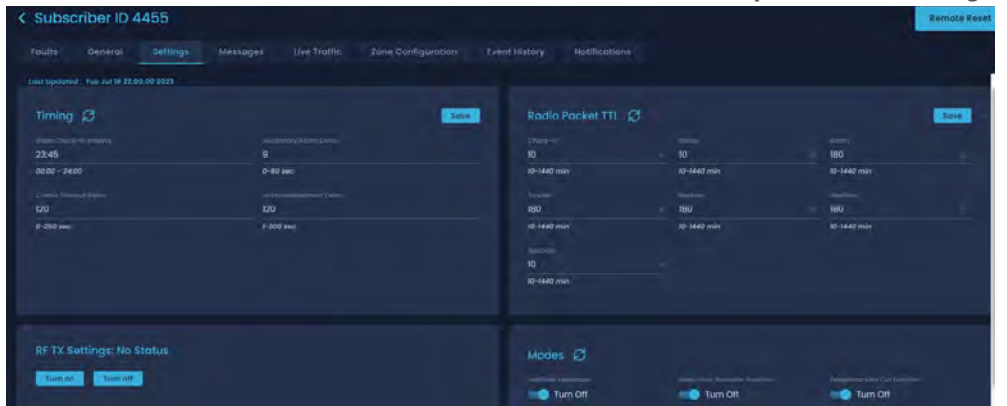 Subscriber ID 4455
Remote Reset
Faults General Settings Messages Live Traffic Zone Configuration Event History Notifications
Last Updated : Tue Jul 18 22:00:00 2023
Timing
Save
23:45
00:00 - 24:00
9
0-80 sec
120
0-250 sec
120
1-300 sec
Radio Packet TTL
Save
Check-in
10
10-1440 min
10
10-1440 min
180
10-1440 min
180
10-1440 min
180
10-1440 min
180
10-1440 min
10
10-1440 min
RF TX Settings: No Status
Turn on Turn off
Modes
Turn Off
Turn Off
Turn Off